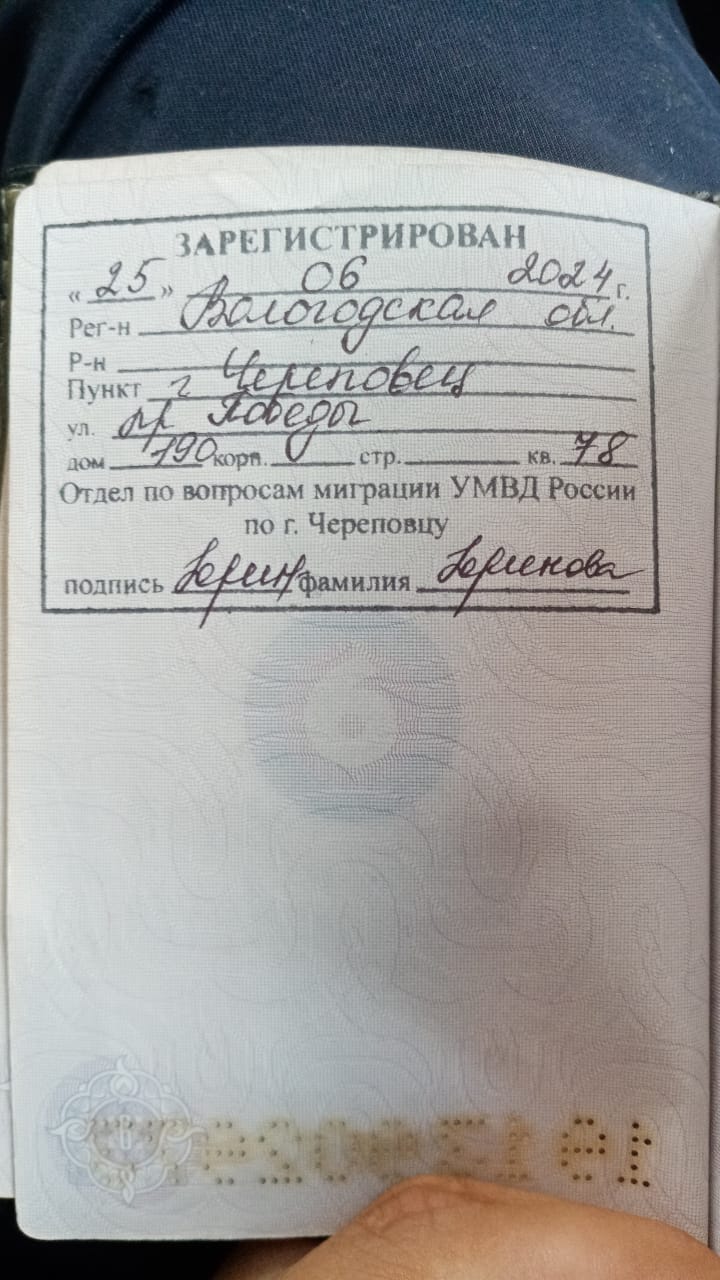 ЗАРЕГИСТРИРОВАН
« 25 » 06 2024 г.
Рег-н Вологодская обл.
Р-н
Пункт г Череповец
ул. пр Победы
дом 190 корп. стр. кв. 78
Отдел по вопросам миграции УМВД России
по г. Череповцу
подпись фамилия